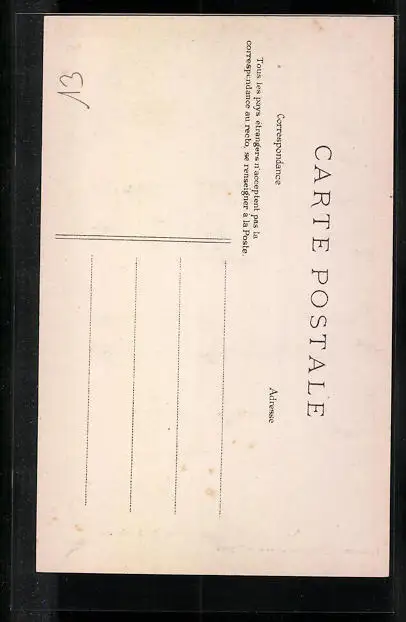 CARTE POSTALE
Correspondance
Adresse
Tous les pays étrangers n'acceptent pas la
correspondance au recto, se renseigner à la Poste.
13